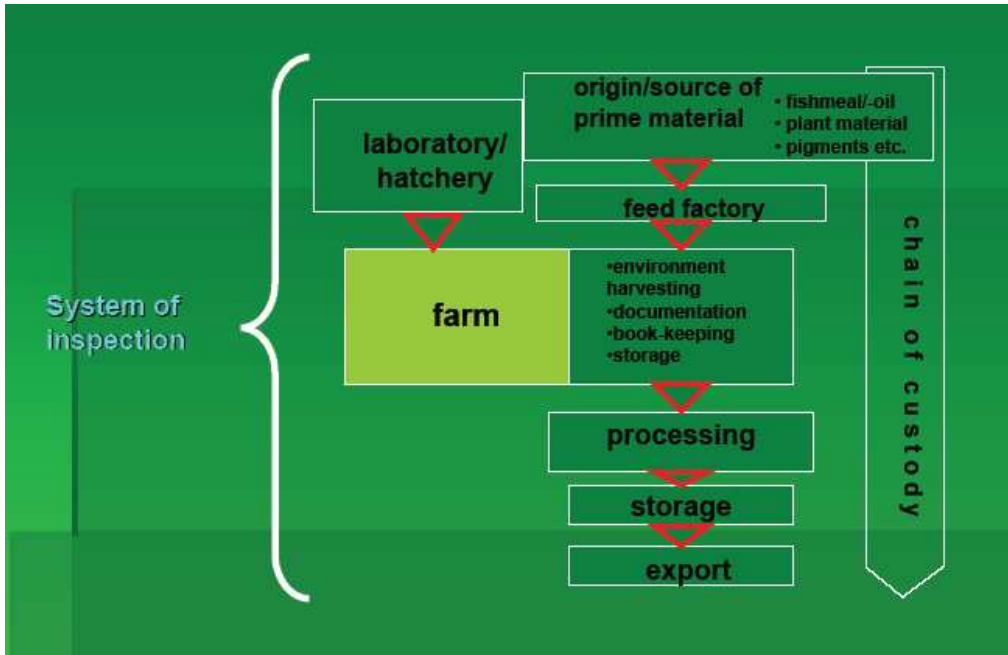 System of
inspection
laboratory/
hatchery
origin/source of
prime material
• fishmeal/-oil
• plant material
• pigments etc.
feed factory
farm
•environment
harvesting
•documentation
•book-keeping
•storage
processing
storage
export
chain of custody